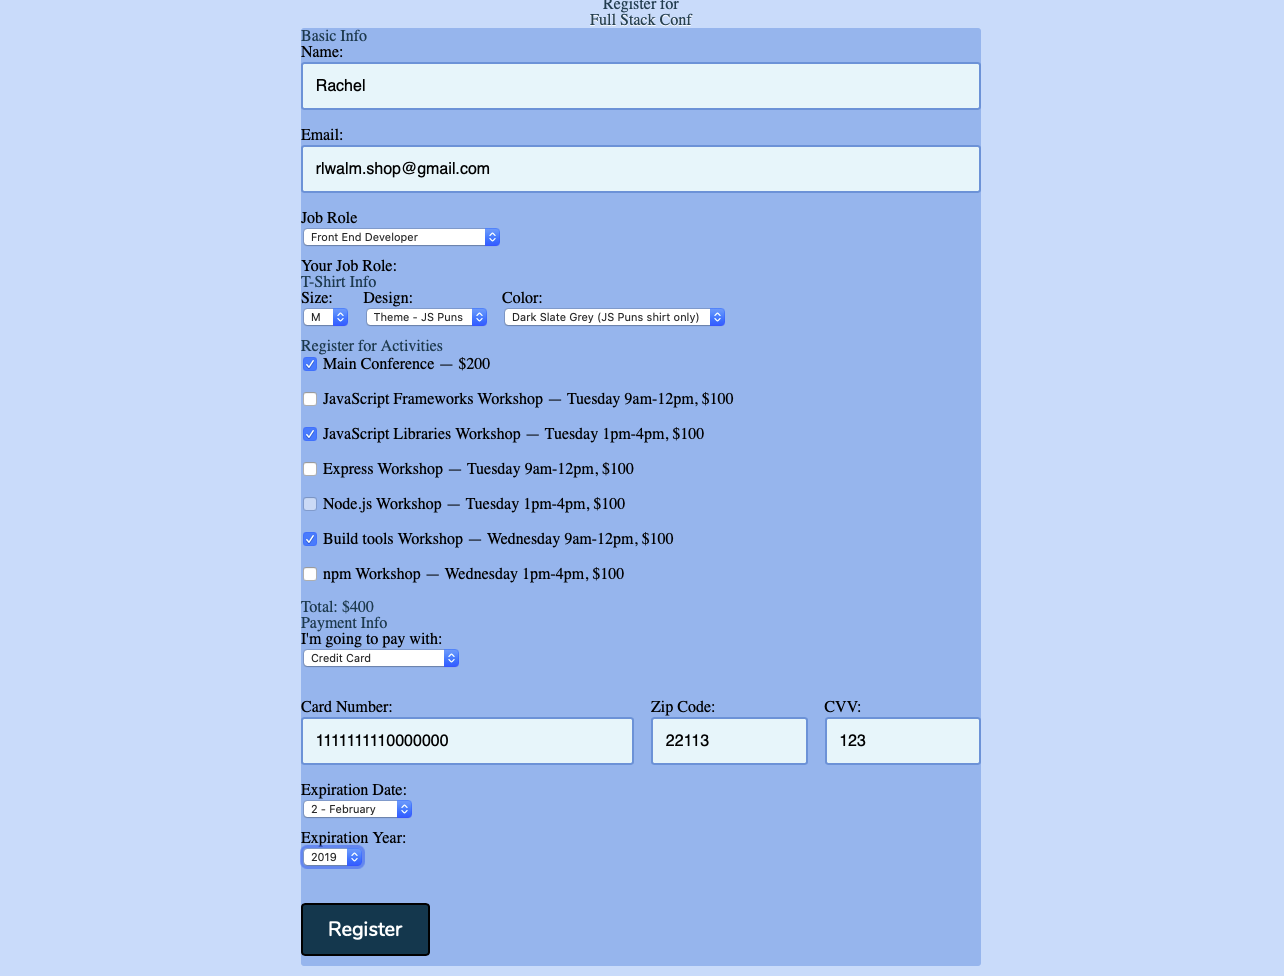 Register for
Full Stack Conf
Basic Info
Name:
Rachel
Email:
rlwalm.shop@gmail.com
Job Role
Front End Developer
Your Job Role:
T-Shirt Info
Size: Design: Color:
M Theme - JS Puns Dark Slate Grey (JS Puns shirt only)
Register for Activities
Main Conference — $200
JavaScript Frameworks Workshop — Tuesday 9am-12pm, $100
JavaScript Libraries Workshop — Tuesday 1pm-4pm, $100
Express Workshop — Tuesday 9am-12pm, $100
Node.js Workshop — Tuesday 1pm-4pm, $100
Build tools Workshop — Wednesday 9am-12pm, $100
npm Workshop — Wednesday 1pm-4pm, $100
Total: $400
Payment Info
I'm going to pay with:
Credit Card
Card Number: Zip Code: CVV:
1111111110000000 22113 123
Expiration Date:
2 - February
Expiration Year:
2019
Register